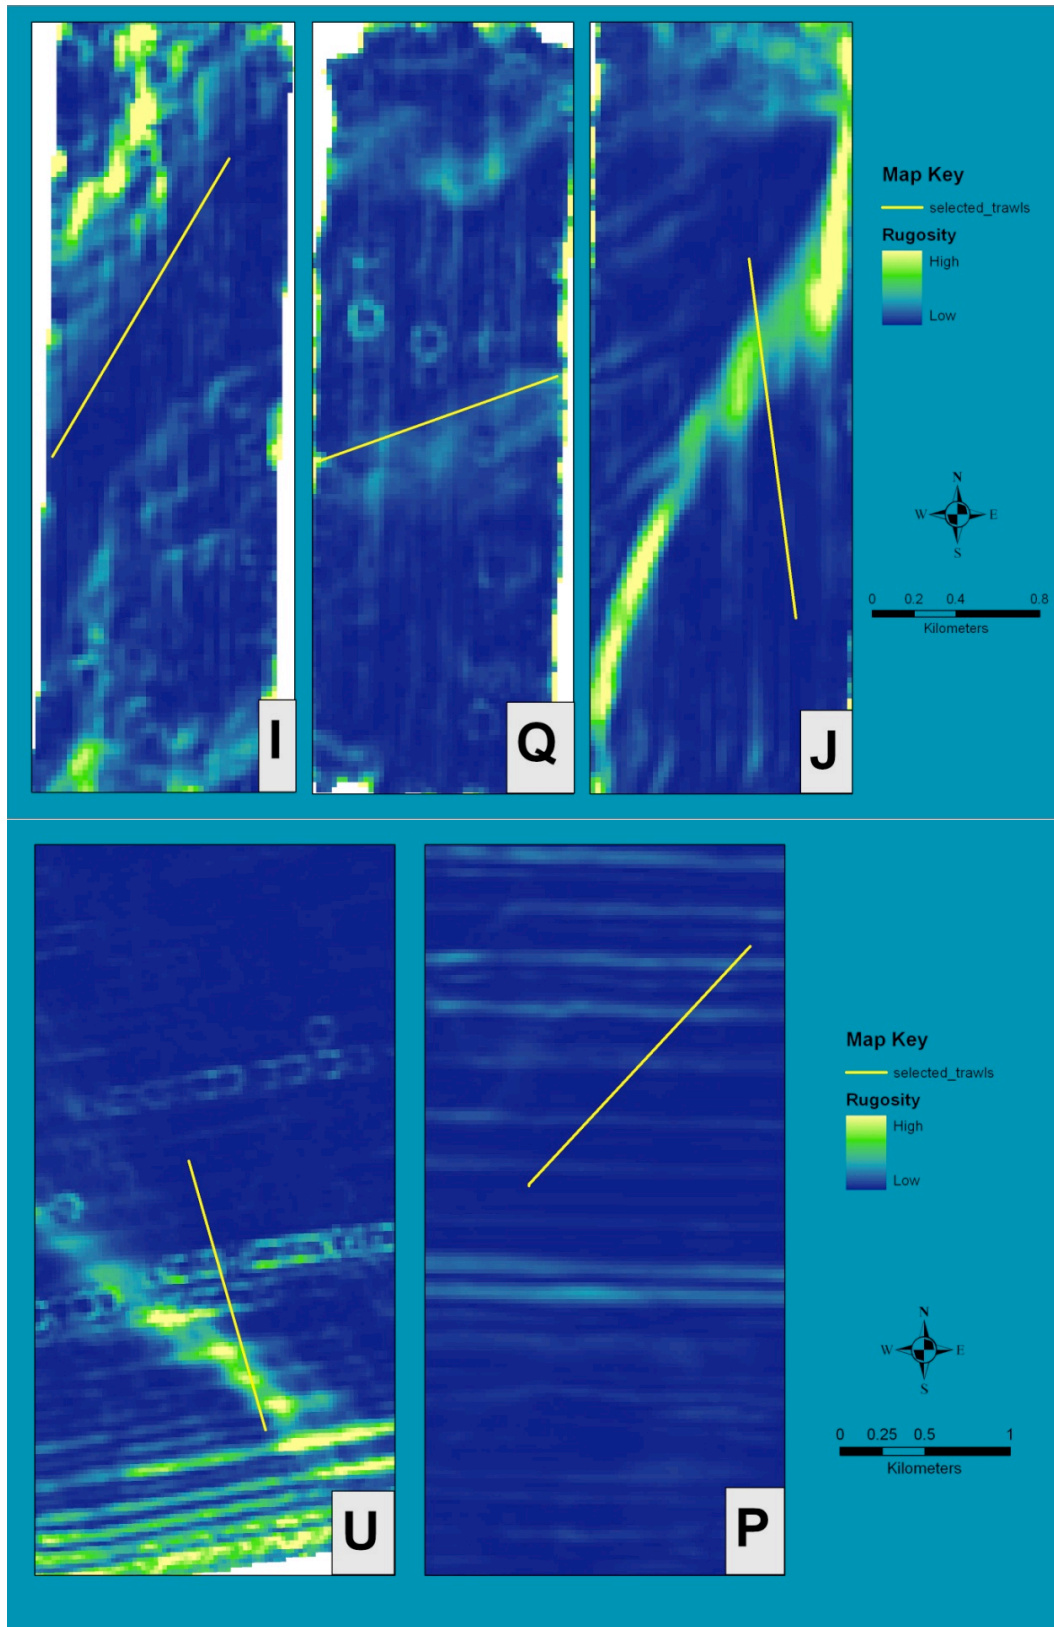 Map Key
selected_trawls
Rugosity
High
Low
N
W E
S
0 0.2 0.4 0.8
Kilometers
I
Q
J
Map Key
selected_trawls
Rugosity
High
Low
N
W E
S
0 0.25 0.5 1
Kilometers
U
P